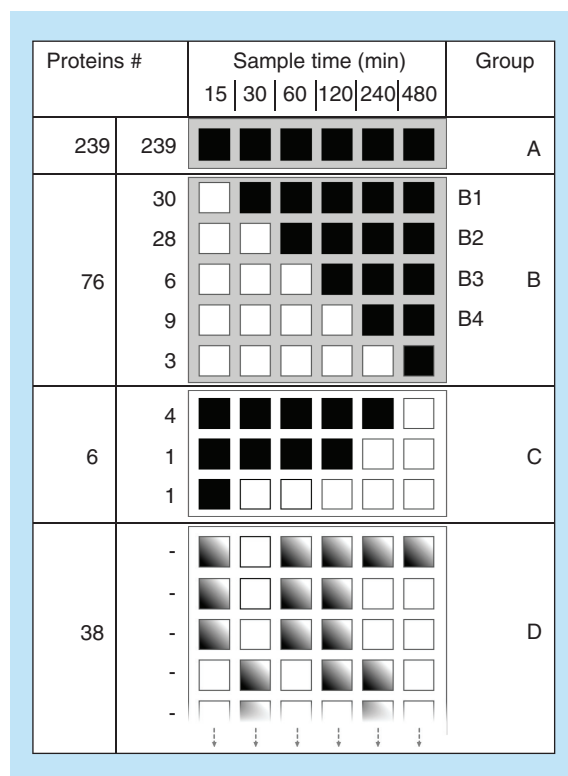 Proteins # Sample time (min) Group
15 30 60 120 240 480
239 239 A
30 B1
28 B2
76 6 B3 B
9 B4
3
4
6 1 C
1
-
-
38 - D
-
-